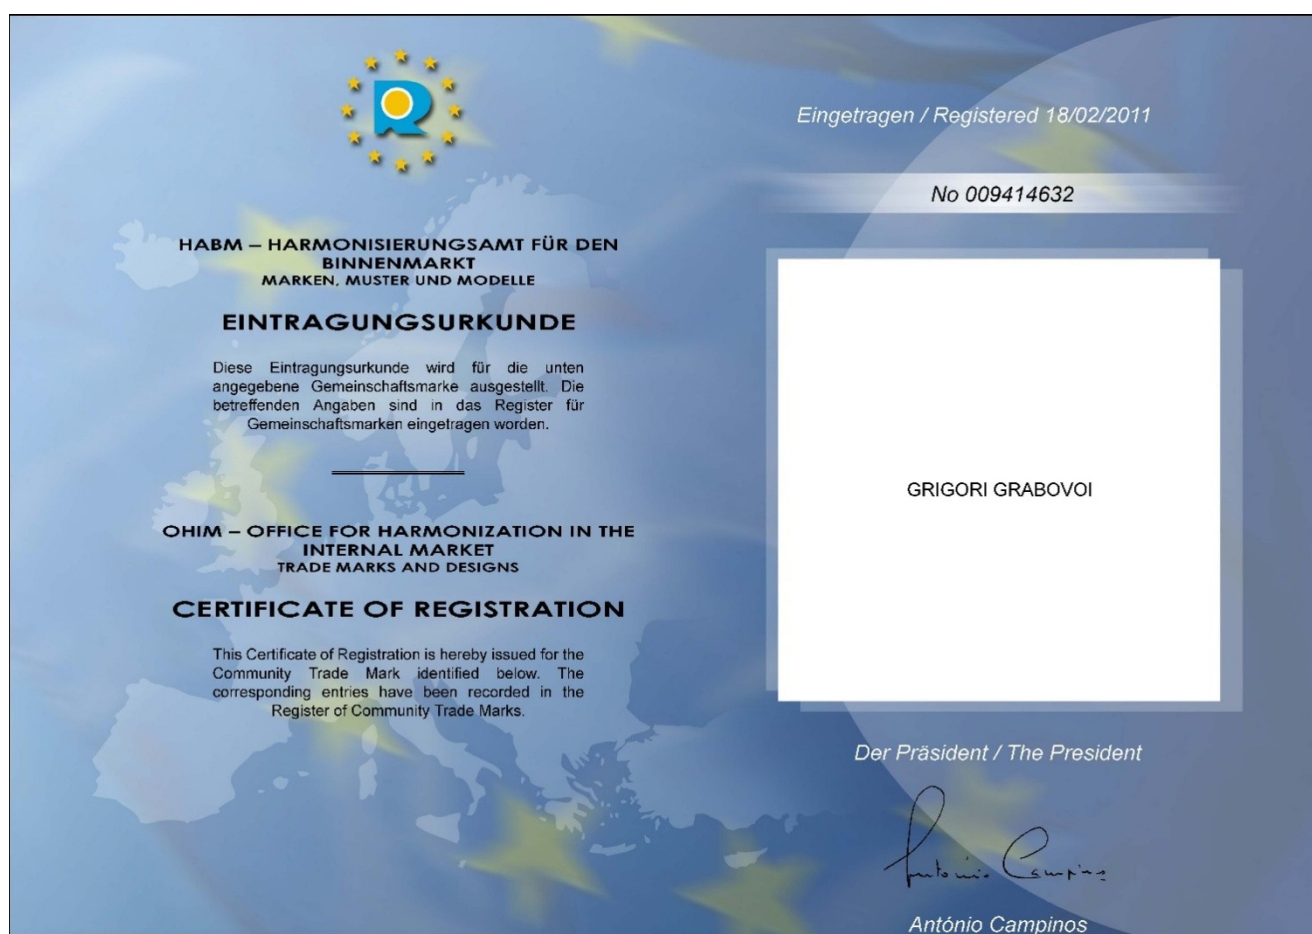 HABM – HARMONISIERUNGSAMT FÜR DEN
BINNENMARKT
MARKEN, MUSTER UND MODELLE
EINTRAGUNGSURKUNDE
Diese Eintragungsurkunde wird für die unten
angegebene Gemeinschaftsmarke ausgestellt. Die
betreffenden Angaben sind in das Register für
Gemeinschaftsmarken eingetragen worden.
OHIM – OFFICE FOR HARMONIZATION IN THE
INTERNAL MARKET
TRADE MARKS AND DESIGNS
CERTIFICATE OF REGISTRATION
This Certificate of Registration is hereby issued for the
Community Trade Mark identified below. The
corresponding entries have been recorded in the
Register of Community Trade Marks.
Eingetragen / Registered 18/02/2011
No 009414632
GRIGORI GRABOVOI
Der Präsident / The President
António Campinos
António Campinos